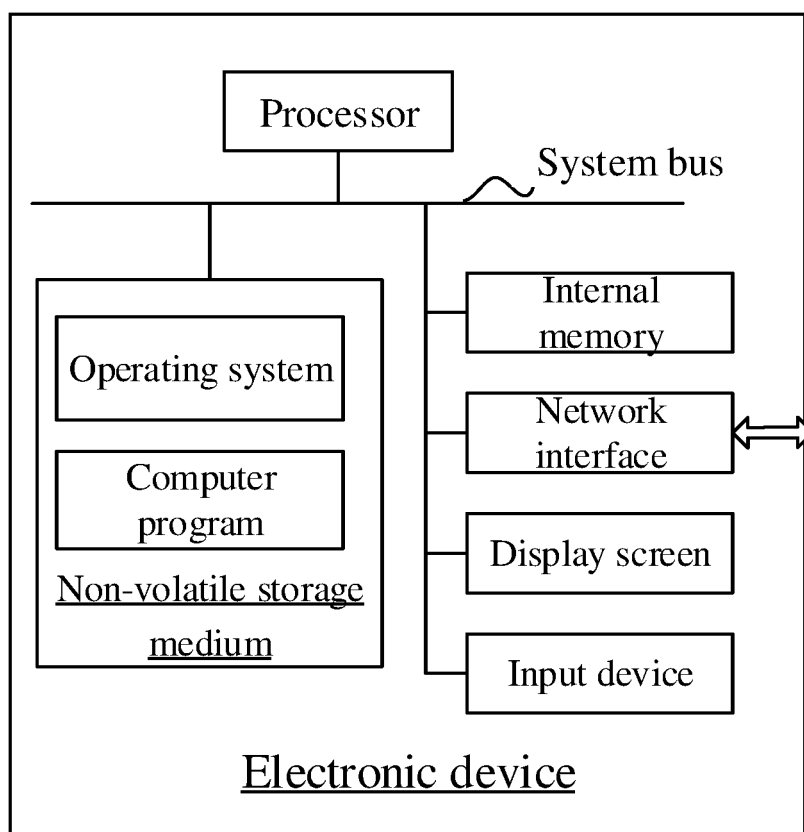 Processor
System bus
Operating system
Computer
program
Non-volatile storage
medium
Internal
memory
Network
interface
Display screen
Input device
Electronic device